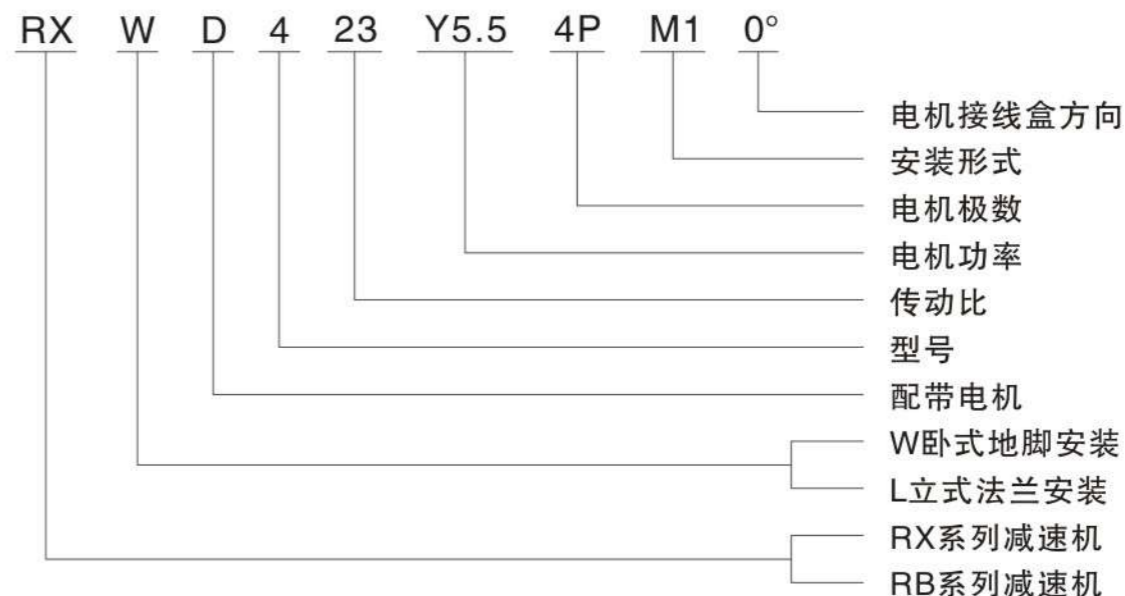 RX W D 4 23 Y5.5 4P M1 0°
电机接线盒方向
安装形式
电机极数
电机功率
传动比
型号
配带电机
W卧式地脚安装
L立式法兰安装
RX系列减速机
RB系列减速机